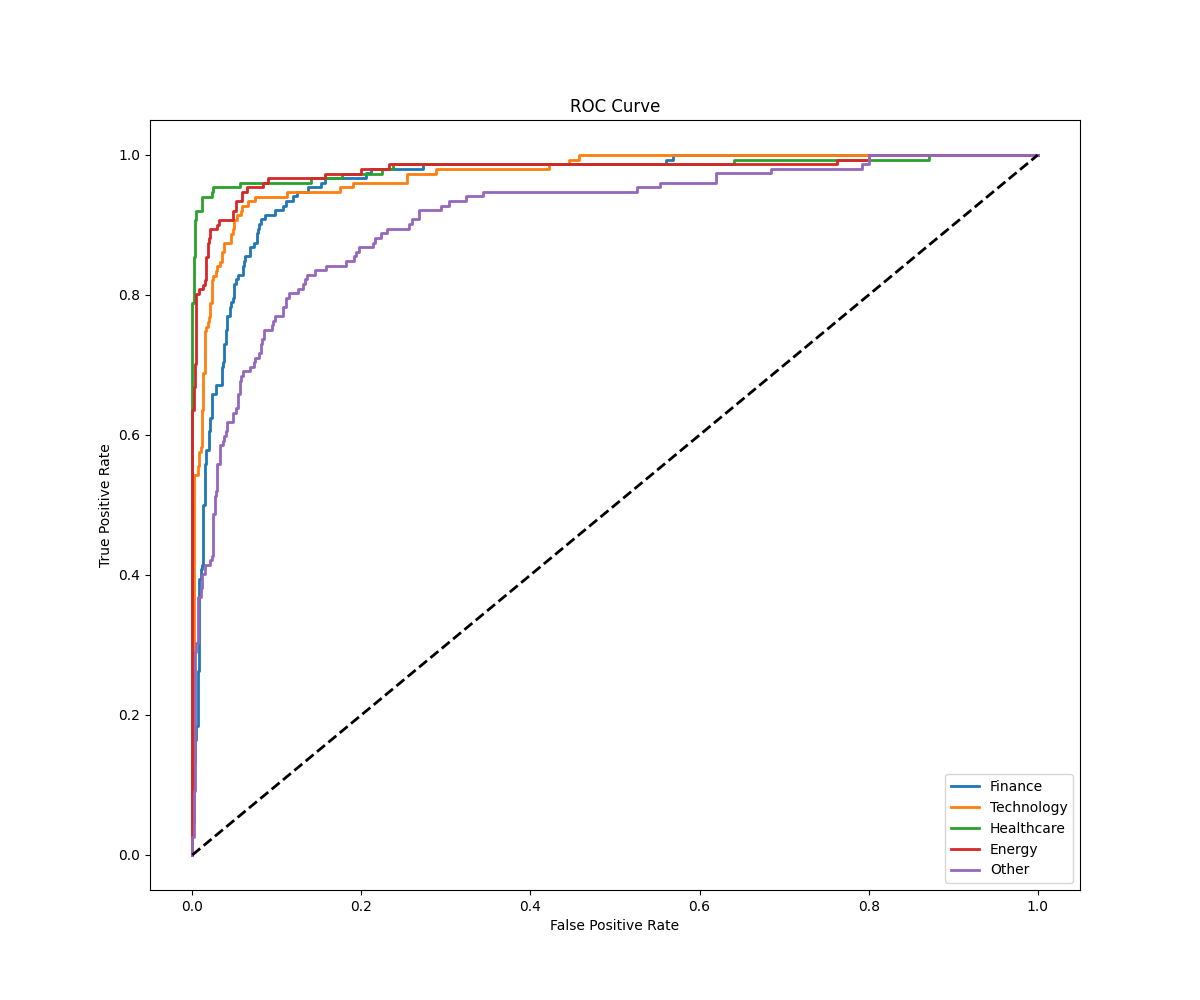 ROC Curve
True Positive Rate
1.0
0.8
0.6
0.4
0.2
0.0
0.0 0.2 0.4 0.6 0.8 1.0
False Positive Rate
Finance
Technology
Healthcare
Energy
Other